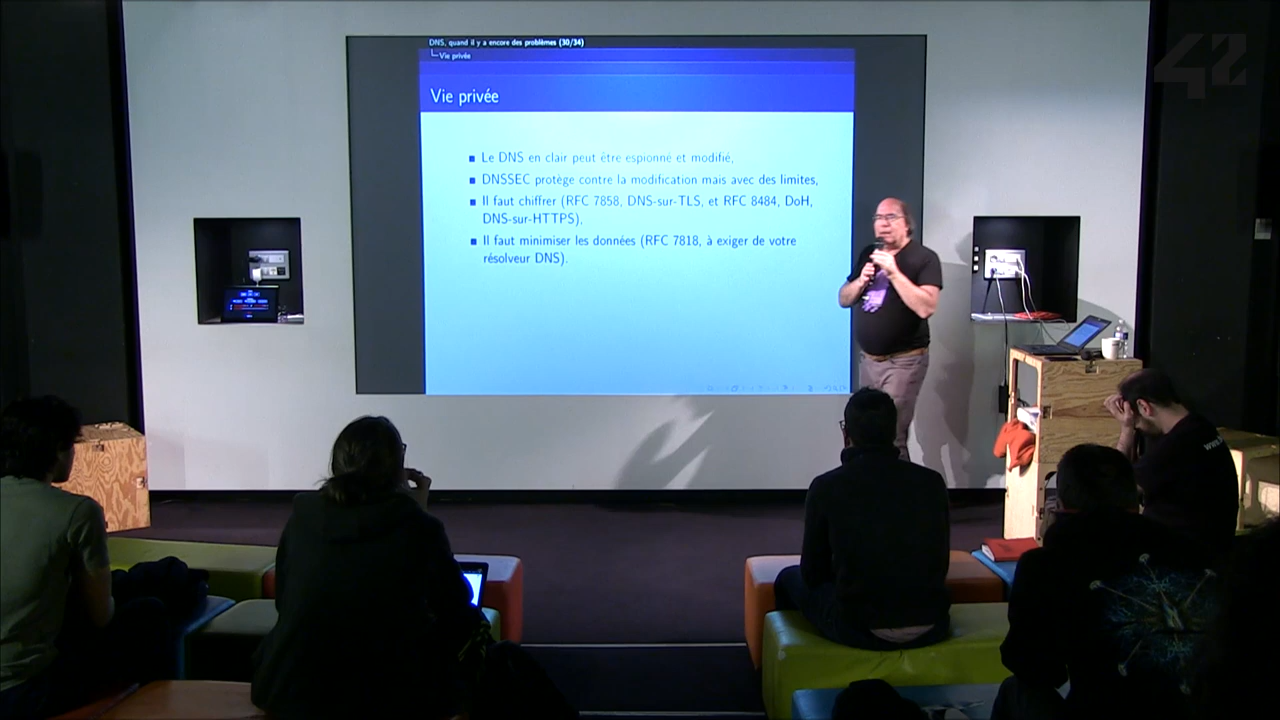 42
DNS, quand il y a encore des problèmes (30/34)
Vie privée
Vie privée
Le DNS en clair peut être espionné et modifié,
DNSSEC protège contre la modification mais avec des limites,
Il faut chiffrer (RFC 7858, DNS-sur-TLS, et RFC 8484, DoH,
DNS-sur-HTTPS),
Il faut minimiser les données (RFC 7818, à exiger de votre
résolveur DNS).